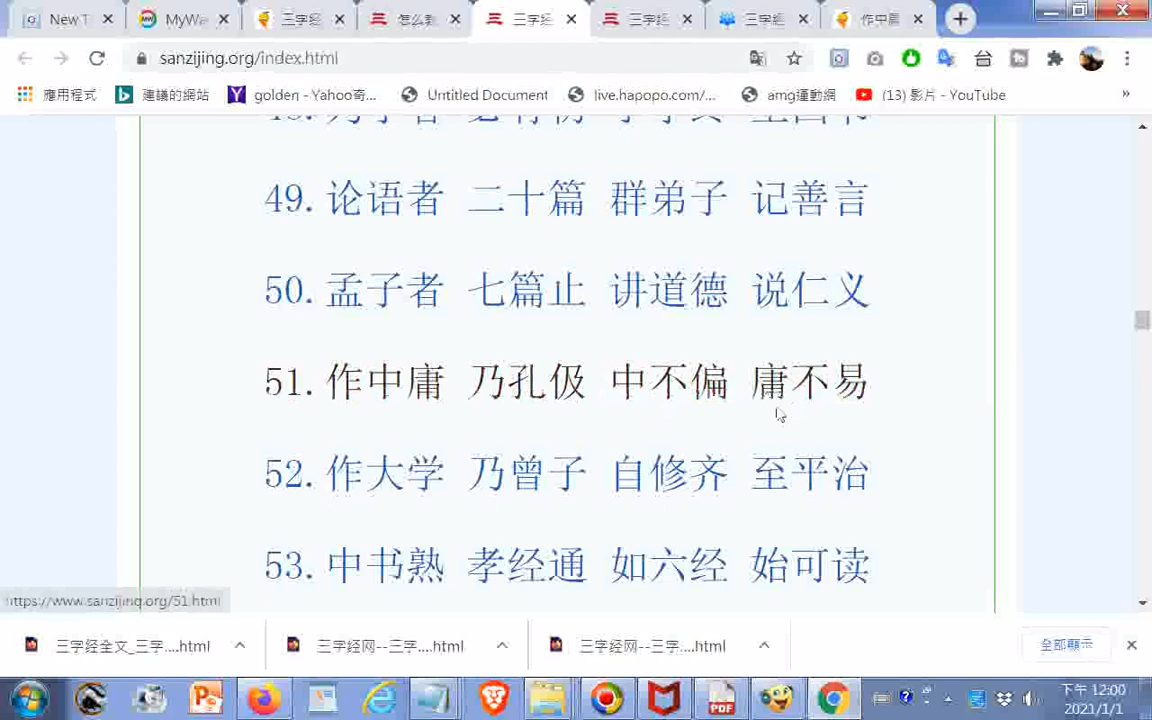 New T
MyWa
三字經
怎么
三字經
三字经
三字經
作中庸
sanzijing.org/index.html
應用程式
建議的網站
golden - Yahoo奇...
Untitled Document
live.hapopo.com/...
amg運動網
(13) 影片 - YouTube
»
49. 论语者 二十篇 群弟子 记善言
50. 孟子者 七篇止 讲道德 说仁义
51. 作中庸 乃孔伋 中不偏 庸不易
52. 作大学 乃曾子 自修齐 至平治
53. 中书熟 孝经通 如六经 始可读
https://www.sanzijing.org/51.html
三字经全文_三字....html
三字经网--三字....html
三字经网--三字....html
全部顯示
PDF
下午 12:00
2021/1/1